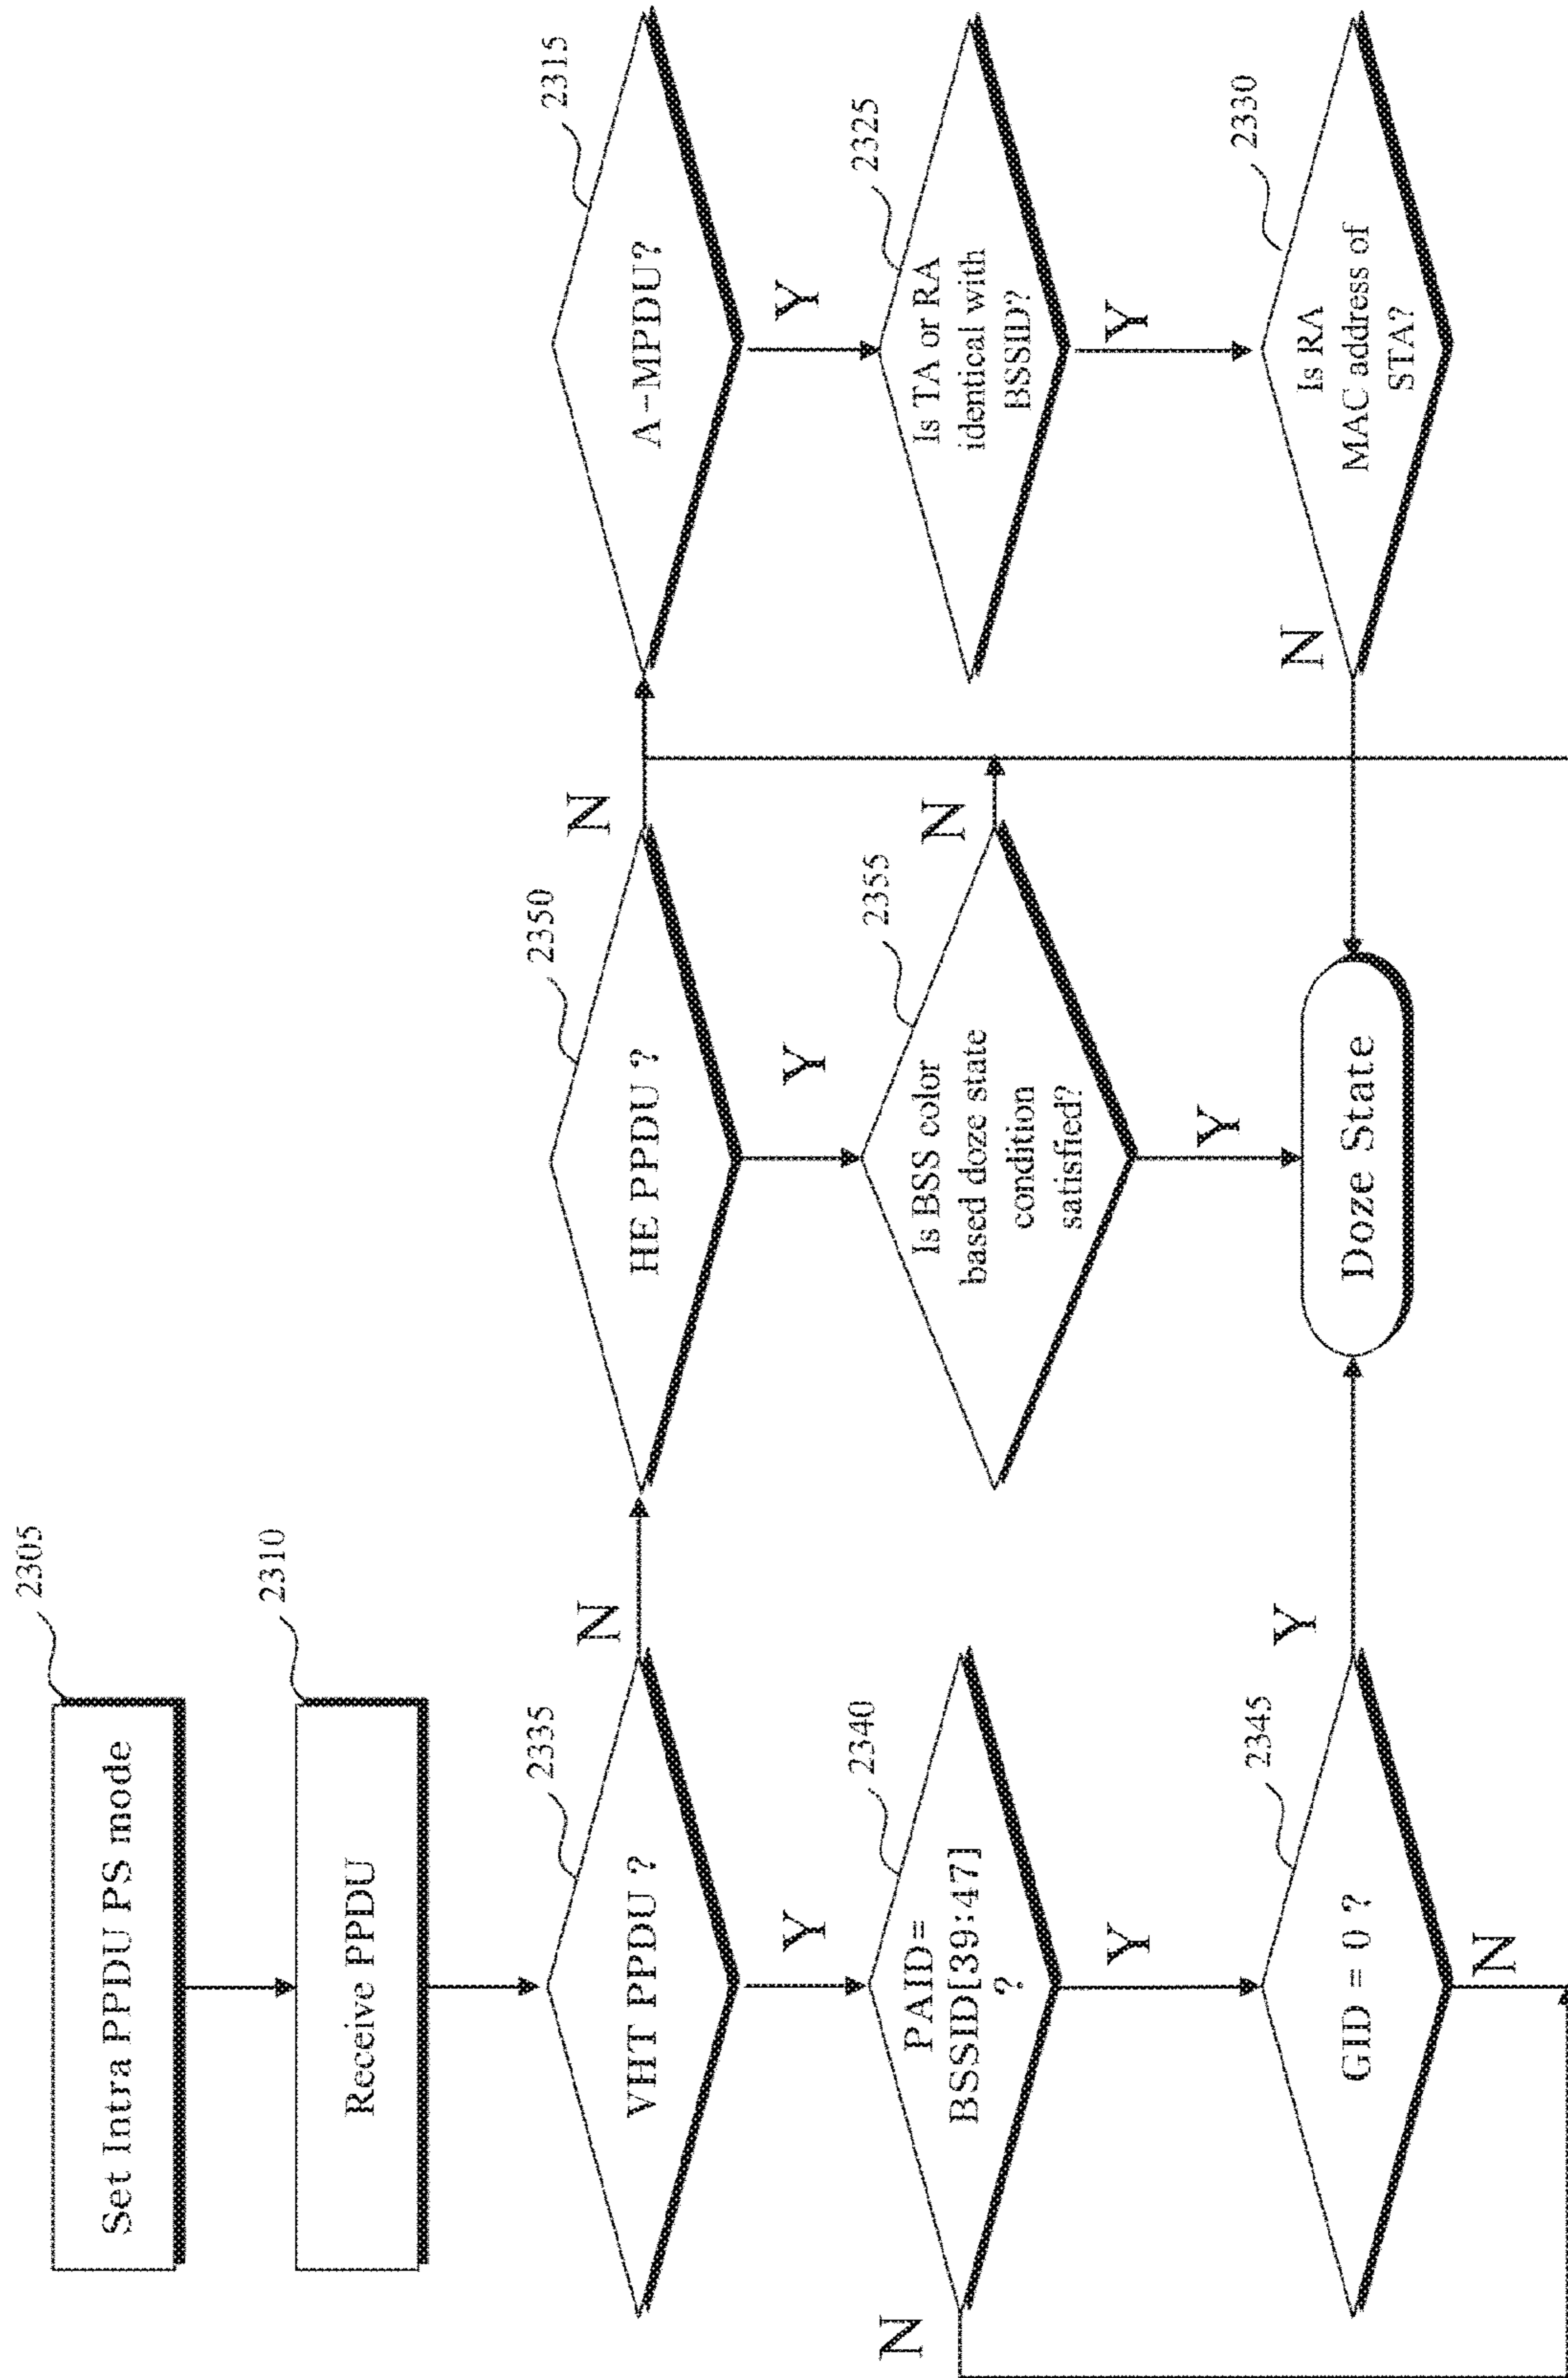 2305
Set Intra PPDU PS mode
2310
Receive PPDU
2335
VHT PPDU ?
N
Y
2340
PAID=
BSSID[39:47]
?
N
Y
2345
GID = 0 ?
Y
N
2350
HE PPDU ?
N
Y
2355
Is BSS color
based doze state
condition
satisfied?
N
Y
Doze State
2315
A-MPDU?
Y
2325
Is TA or RA
identical with
BSSID?
Y
2330
Is RA
MAC address of
STA?
N